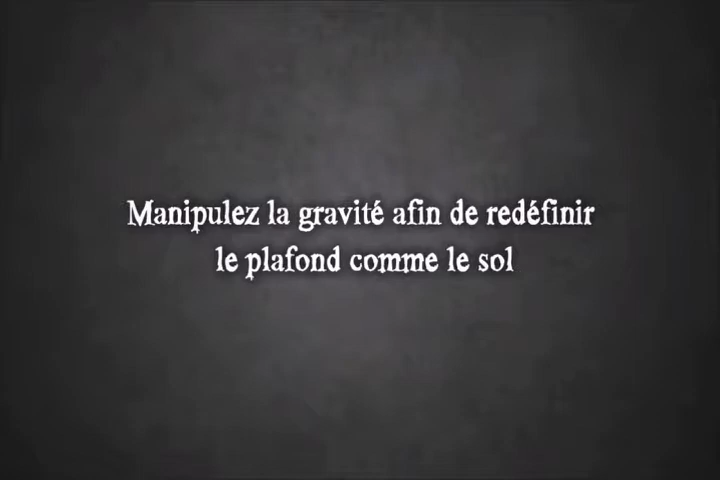 Manipulez la gravité afin de redéfinir
le plafond comme le sol